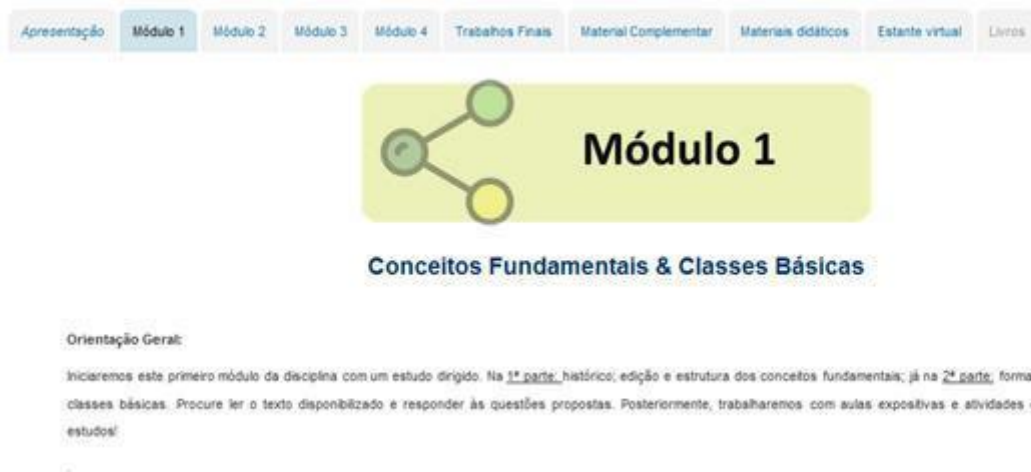 Apresentação Módulo 1 Módulo 2 Módulo 3 Módulo 4 Trabalhos Finais Material Complementar Materiais didáticos Estante virtual Livros
Módulo 1
Conceitos Fundamentais & Classes Básicas
Orientação Geral:
Iniciaremos este primeiro módulo da disciplina com um estudo dirigido. Na 1ª parte: histórico; edição e estrutura dos conceitos fundamentais; já na 2ª parte: forma
classes básicas. Procure ler o texto disponibilizado e responder às questões propostas. Posteriormente, trabalharemos com aulas expositivas e atividades
estudos!